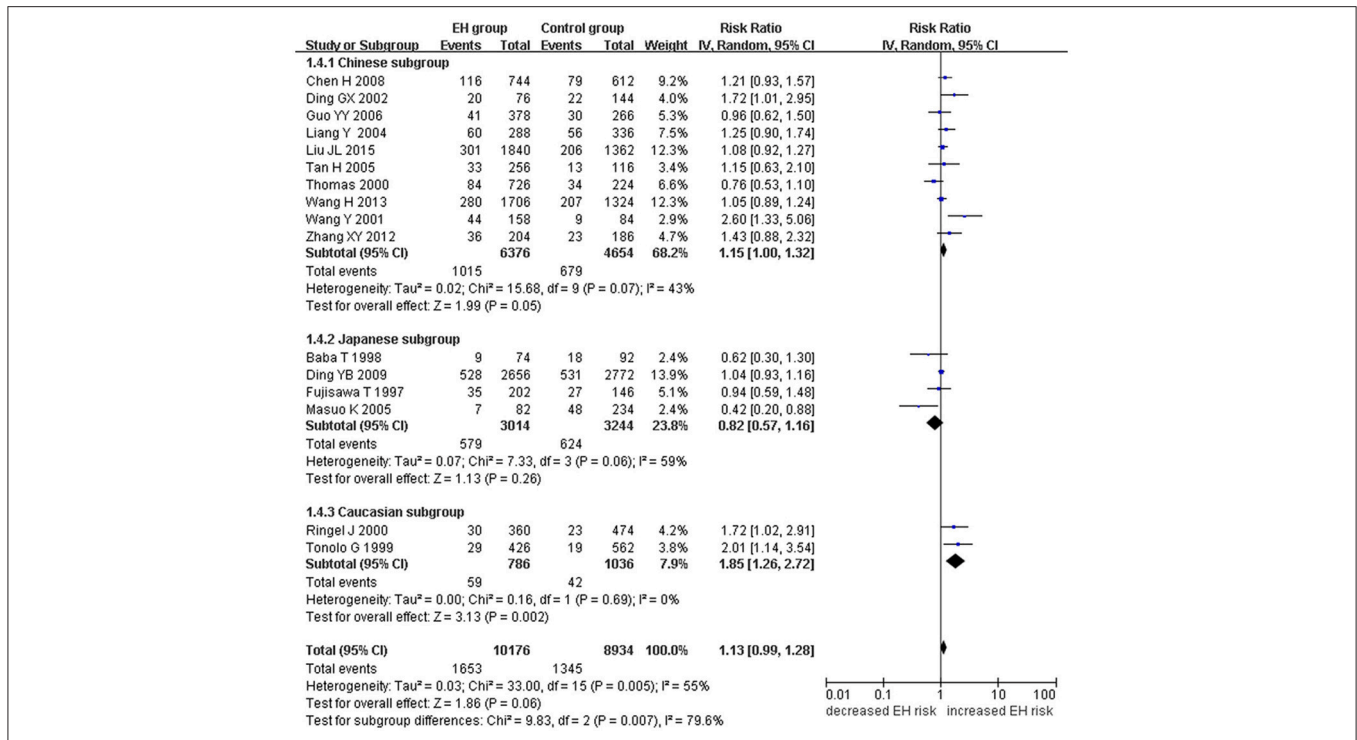 EH group Control group Risk Ratio Risk Ratio
Study or Subgroup Events Total Events Total Weight IV, Random, 95% CI IV, Random, 95% CI
1.4.1 Chinese subgroup
Chen H 2008 116 744 79 612 9.2% 1.21 [0.93, 1.57]
Ding GX 2002 20 76 22 144 4.0% 1.72 [1.01, 2.95]
Guo YY 2006 41 378 30 266 5.3% 0.96 [0.62, 1.50]
Liang Y 2004 60 288 56 336 7.5% 1.25 [0.90, 1.74]
Liu JL 2015 301 1840 206 1362 12.3% 1.08 [0.92, 1.27]
Tan H 2005 33 256 13 116 3.4% 1.15 [0.63, 2.10]
Thomas 2000 84 726 34 224 6.6% 0.76 [0.53, 1.10]
Wang H 2013 280 1706 207 1324 12.3% 1.05 [0.89, 1.24]
Wang Y 2001 44 158 9 84 2.9% 2.60 [1.33, 5.06]
Zhang XY 2012 36 204 23 186 4.7% 1.43 [0.88, 2.32]
Subtotal (95% CI) 6376 4654 68.2% 1.15 [1.00, 1.32]
Total events 1015 679
Heterogeneity: Tau² = 0.02; Chi² = 15.68, df = 9 (P = 0.07); I² = 43%
Test for overall effect: Z = 1.99 (P = 0.05)
1.4.2 Japanese subgroup
Baba T 1998 9 74 18 92 2.4% 0.62 [0.30, 1.30]
Ding YB 2009 528 2656 531 2772 13.9% 1.04 [0.93, 1.16]
Fujisawa T 1997 35 202 27 146 5.1% 0.94 [0.59, 1.48]
Masuo K 2005 7 82 48 234 2.4% 0.42 [0.20, 0.88]
Subtotal (95% CI) 3014 3244 23.8% 0.82 [0.57, 1.16]
Total events 579 624
Heterogeneity: Tau² = 0.07; Chi² = 7.33, df = 3 (P = 0.06); I² = 59%
Test for overall effect: Z = 1.13 (P = 0.26)
1.4.3 Caucasian subgroup
Ringel J 2000 30 360 23 474 4.2% 1.72 [1.02, 2.91]
Tonolo G 1999 29 426 19 562 3.8% 2.01 [1.14, 3.54]
Subtotal (95% CI) 786 1036 7.9% 1.85 [1.26, 2.72]
Total events 59 42
Heterogeneity: Tau² = 0.00; Chi² = 0.16, df = 1 (P = 0.69); I² = 0%
Test for overall effect: Z = 3.13 (P = 0.002)
Total (95% CI) 10176 8934 100.0% 1.13 [0.99, 1.28]
Total events 1653 1345
Heterogeneity: Tau² = 0.03; Chi² = 33.00, df = 15 (P = 0.005); I² = 55%
Test for overall effect: Z = 1.86 (P = 0.06)
Test for subgroup differences: Chi² = 9.83, df = 2 (P = 0.007), I² = 79.6%
0.01 0.1 1 10 100
decreased EH risk increased EH risk